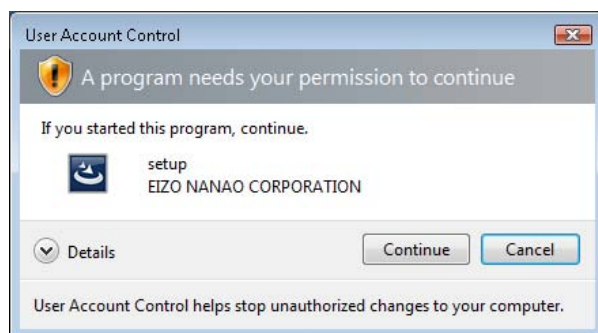 User Account Control
A program needs your permission to continue
If you started this program, continue.
setup
EIZO NANAO CORPORATION
Details
Continue
Cancel
User Account Control helps stop unauthorized changes to your computer.